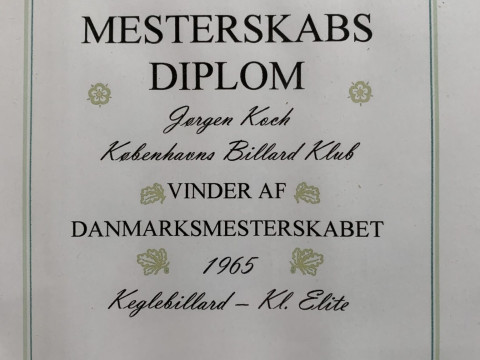 MESTERSKABS
DIPLOM
Jørgen Koch
Københavns Billard Klub
VINDER AF
DANMARKSMESTERSKABET
1965
Keglebillard – Kl. Elite